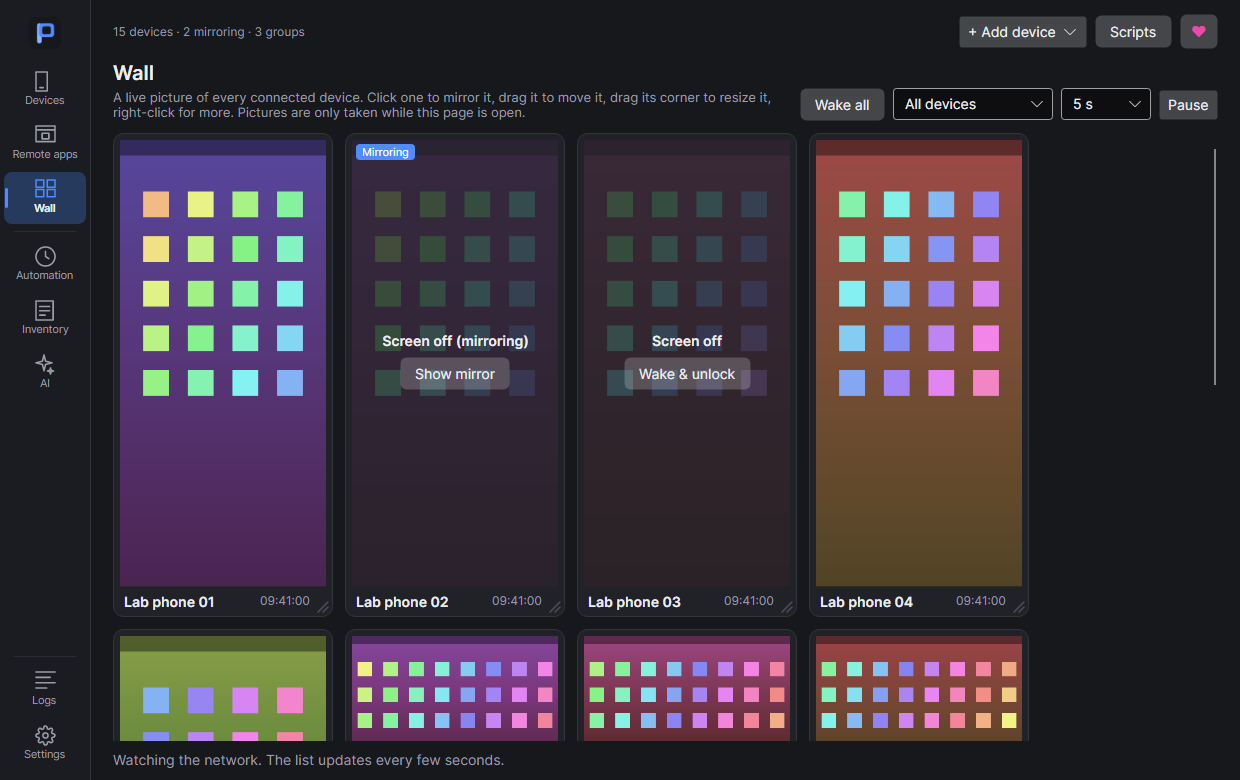 15 devices · 2 mirroring · 3 groups
+ Add device
Scripts
Devices
Remote apps
Wall
Automation
Inventory
AI
Logs
Settings
Wall
A live picture of every connected device. Click one to mirror it, drag it to move it, drag its corner to resize it,
right-click for more. Pictures are only taken while this page is open.
Wake all
All devices
5 s
Pause
Mirroring
Screen off (mirroring)
Show mirror
Screen off
Wake & unlock
Lab phone 01 09:41:00
Lab phone 02 09:41:00
Lab phone 03 09:41:00
Lab phone 04 09:41:00
Watching the network. The list updates every few seconds.